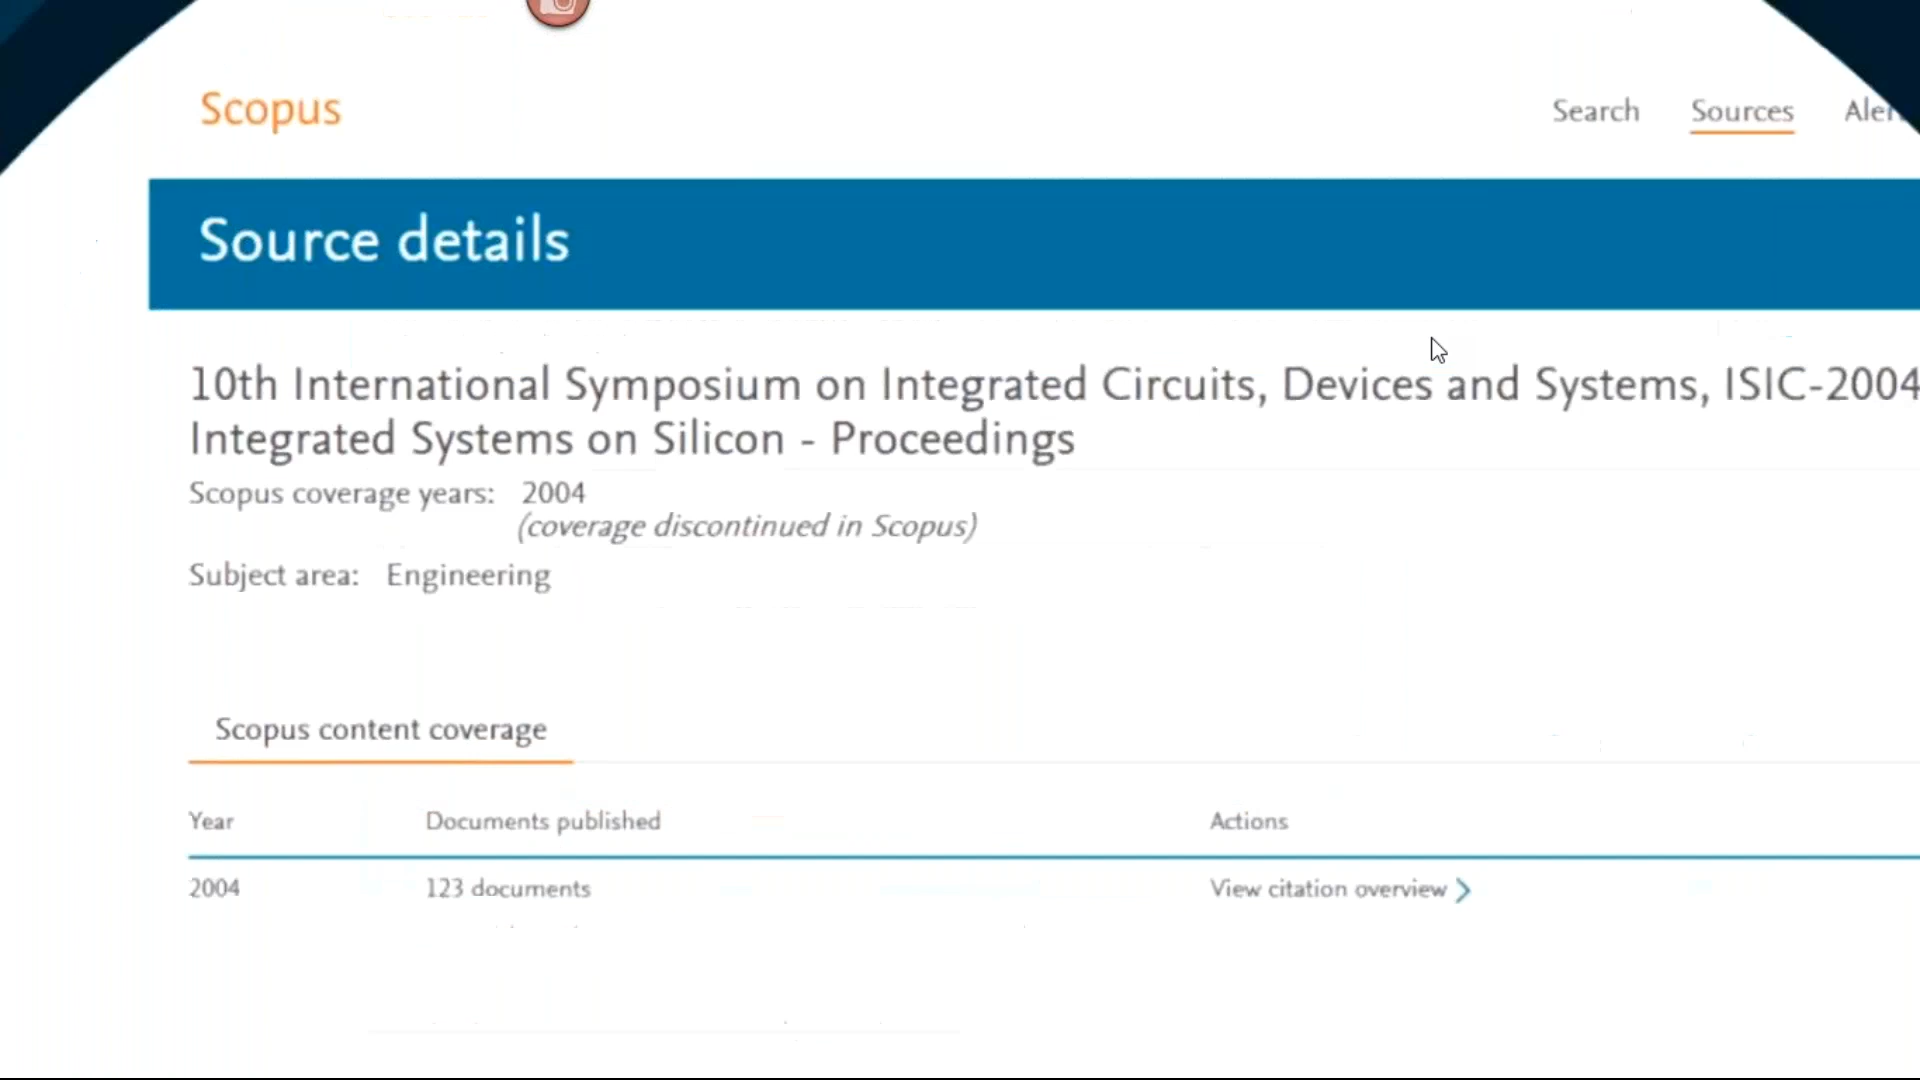 Scopus
Search Sources
Source details
10th International Symposium on Integrated Circuits, Devices and Systems, ISIC-2004
Integrated Systems on Silicon - Proceedings
Scopus coverage years: 2004
(coverage discontinued in Scopus)
Subject area: Engineering
Scopus content coverage
Year Documents published Actions
2004 123 documents View citation overview